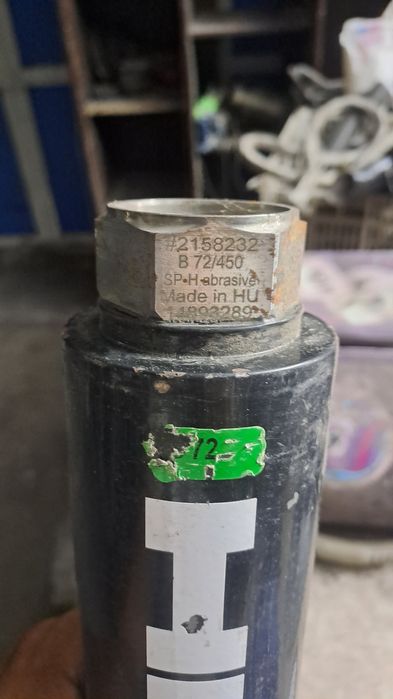 #2158232
B 72/450
SP-H abrasive
Made in HU
72
H